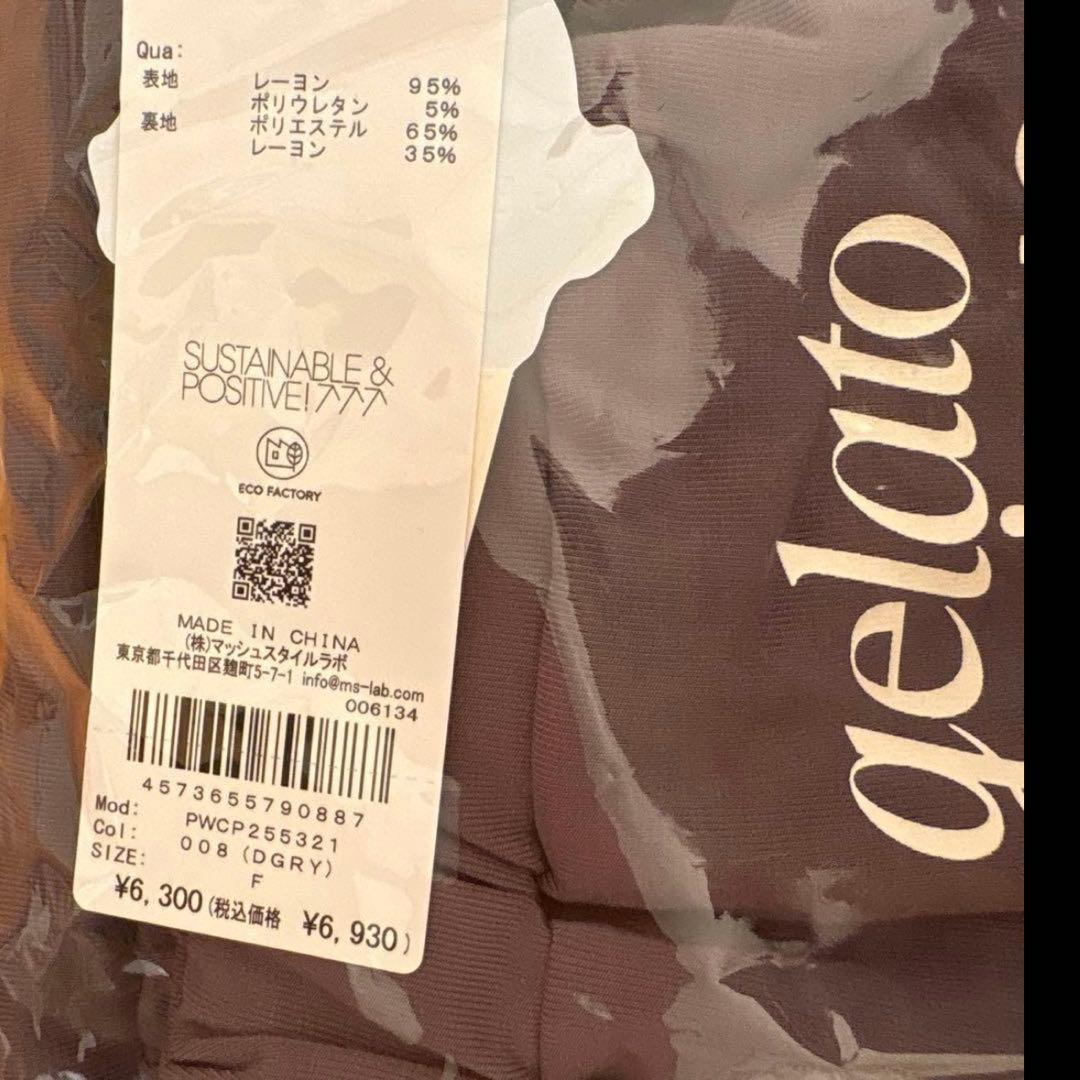 Qua:
表地 レーヨン 95%
ポリウレタン 5%
裏地 ポリエステル 65%
レーヨン 35%
SUSTAINABLE &
POSITIVE!
ECO FACTORY
MADE IN CHINA
(株)マッシュスタイルラボ
東京都千代田区麹町5-7-1 info@ms-lab.com
006134
4573655790887
Mod: PWCP255321
Col: 008 (DGRY)
SIZE: F
¥6,300(税込価格 ¥6,930)
gelato